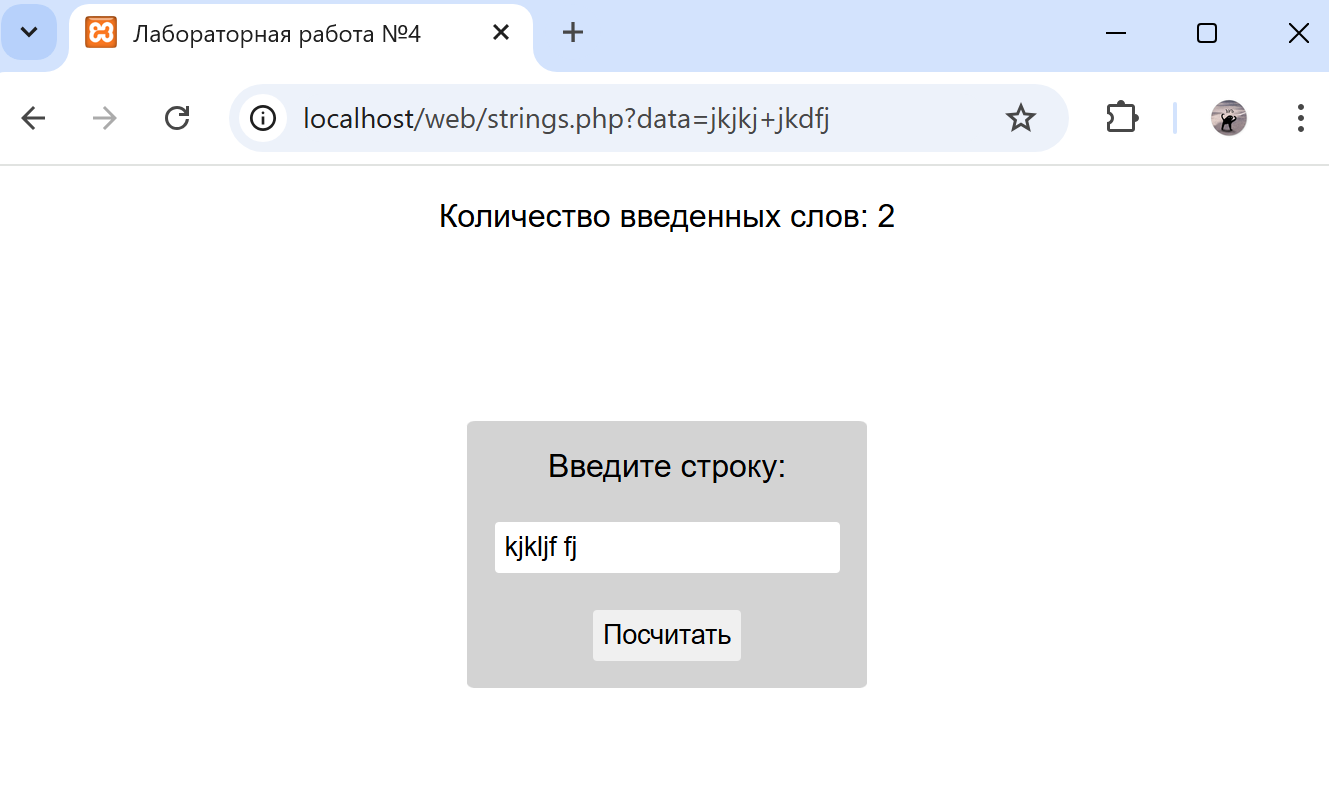 Лабораторная работа №4
localhost/web/strings.php?data=jkjkj+jkdfj
Количество введенных слов: 2
Введите строку:
kjkljf fj
Посчитать